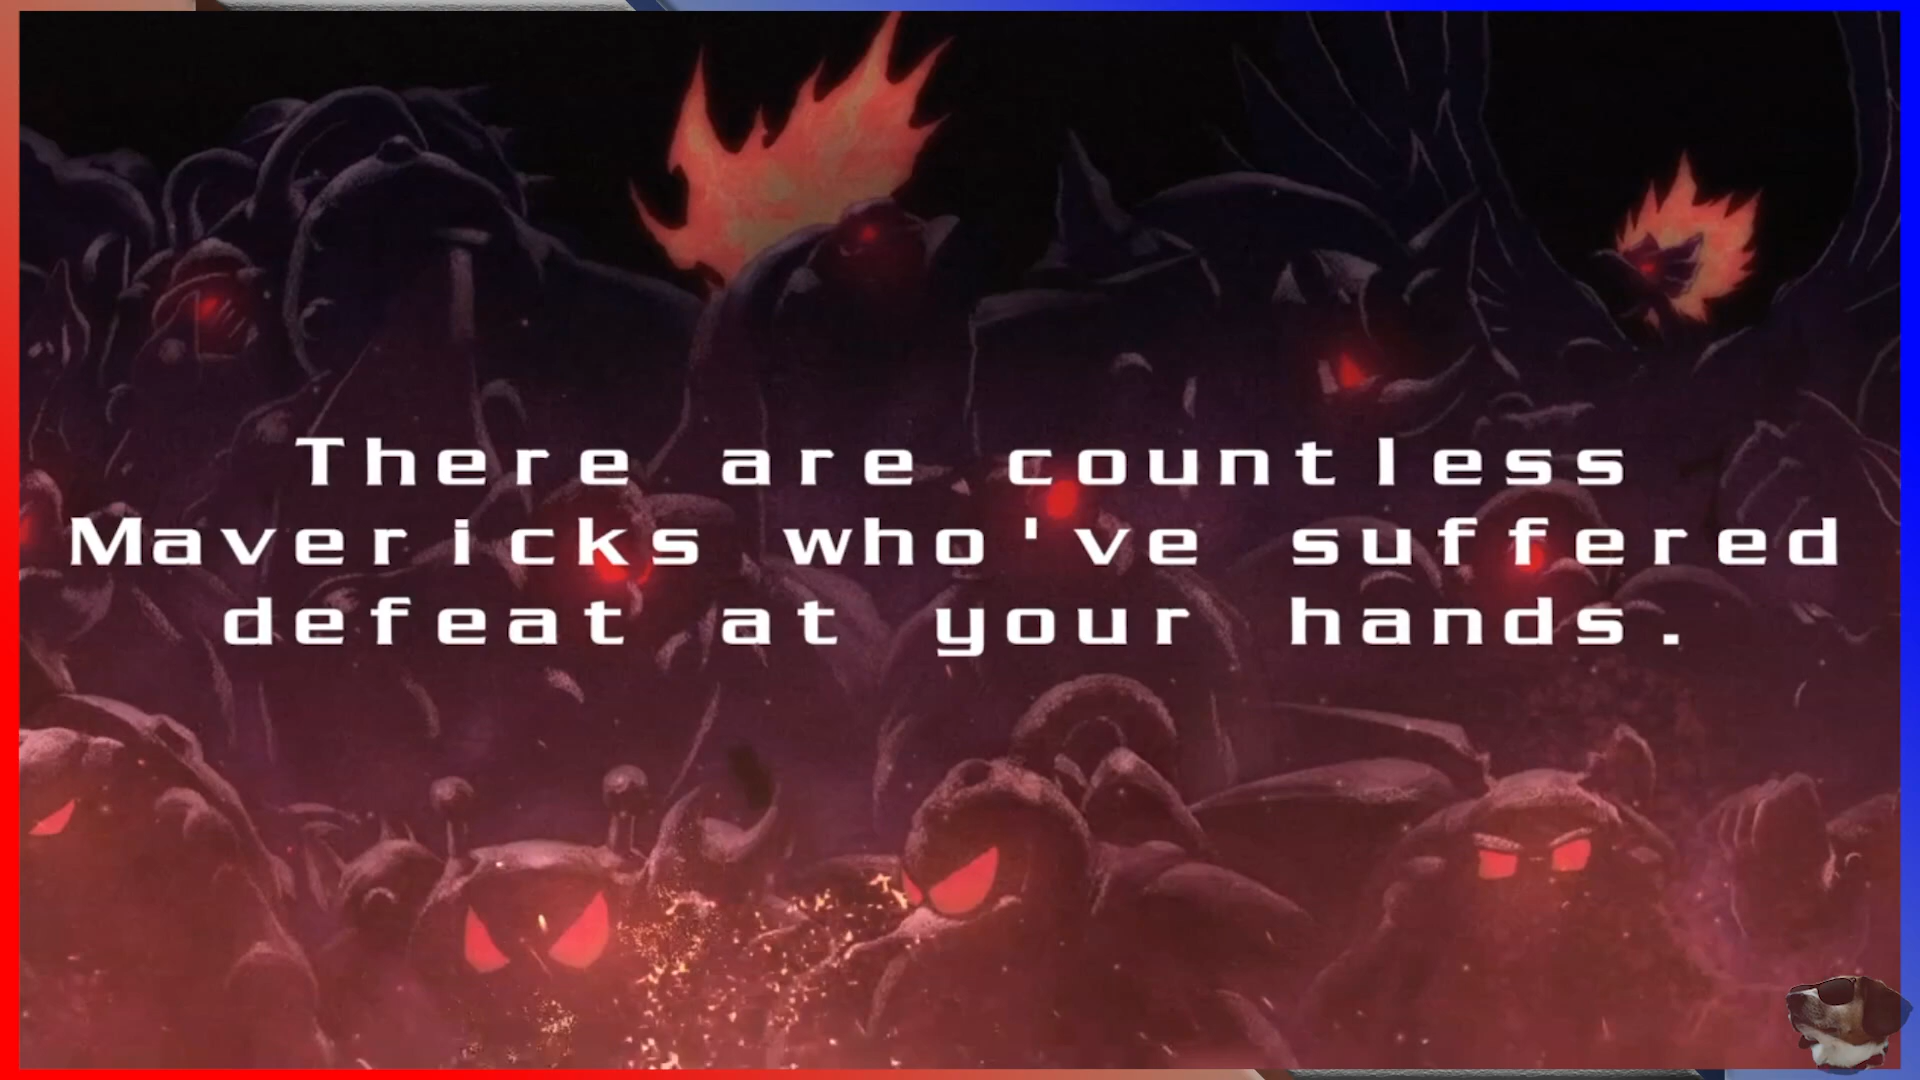 There are countless
Mavericks who've suffered
defeat at your hands.